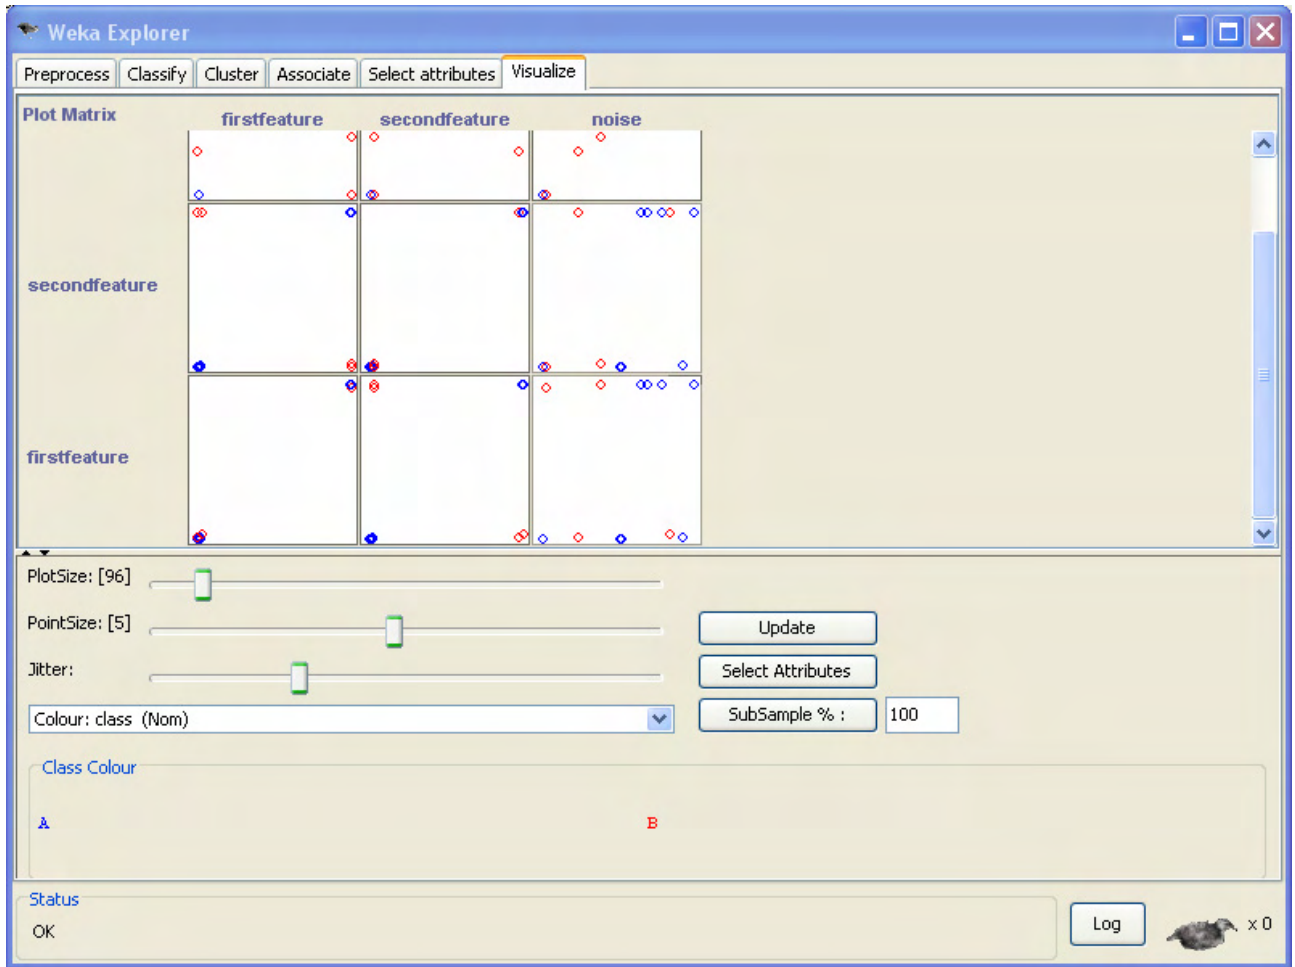 Weka Explorer
Preprocess Classify Cluster Associate Select attributes Visualize
Plot Matrix firstfeature secondfeature noise
secondfeature
firstfeature
PlotSize: [96]
PointSize: [5] Update
Jitter: Select Attributes
Colour: class (Nom) SubSample % : 100
Class Colour
A B
Status
OK Log x 0